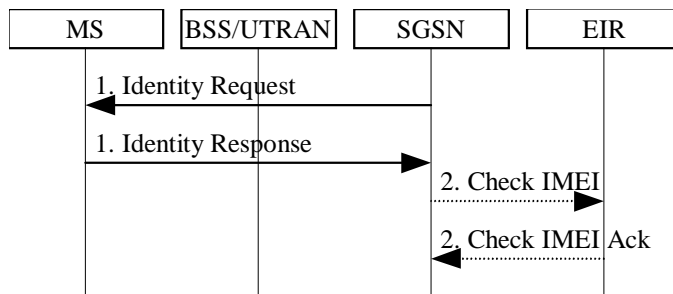 MS BSS/UTRAN SGSN EIR
1. Identity Request
1. Identity Response
2. Check IMEI
2. Check IMEI Ack